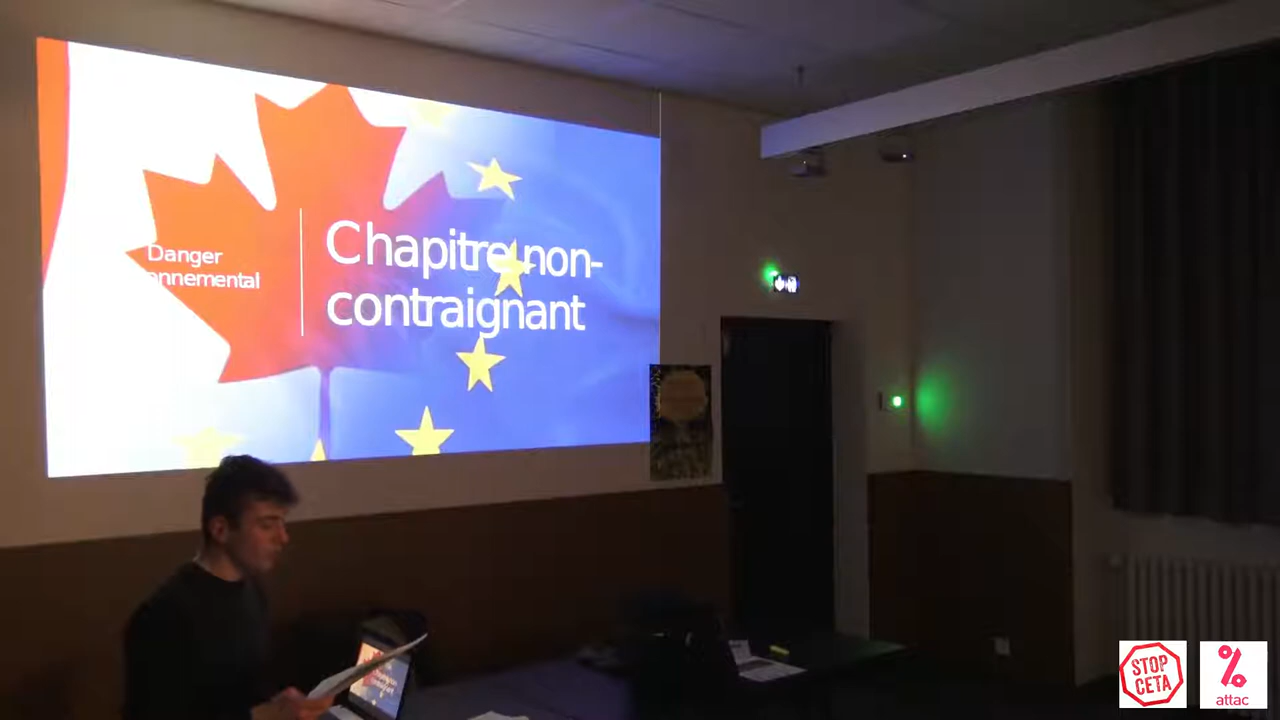 Danger
onnemental
Chapitre non-
contraignant
STOP
CETA
%
attac